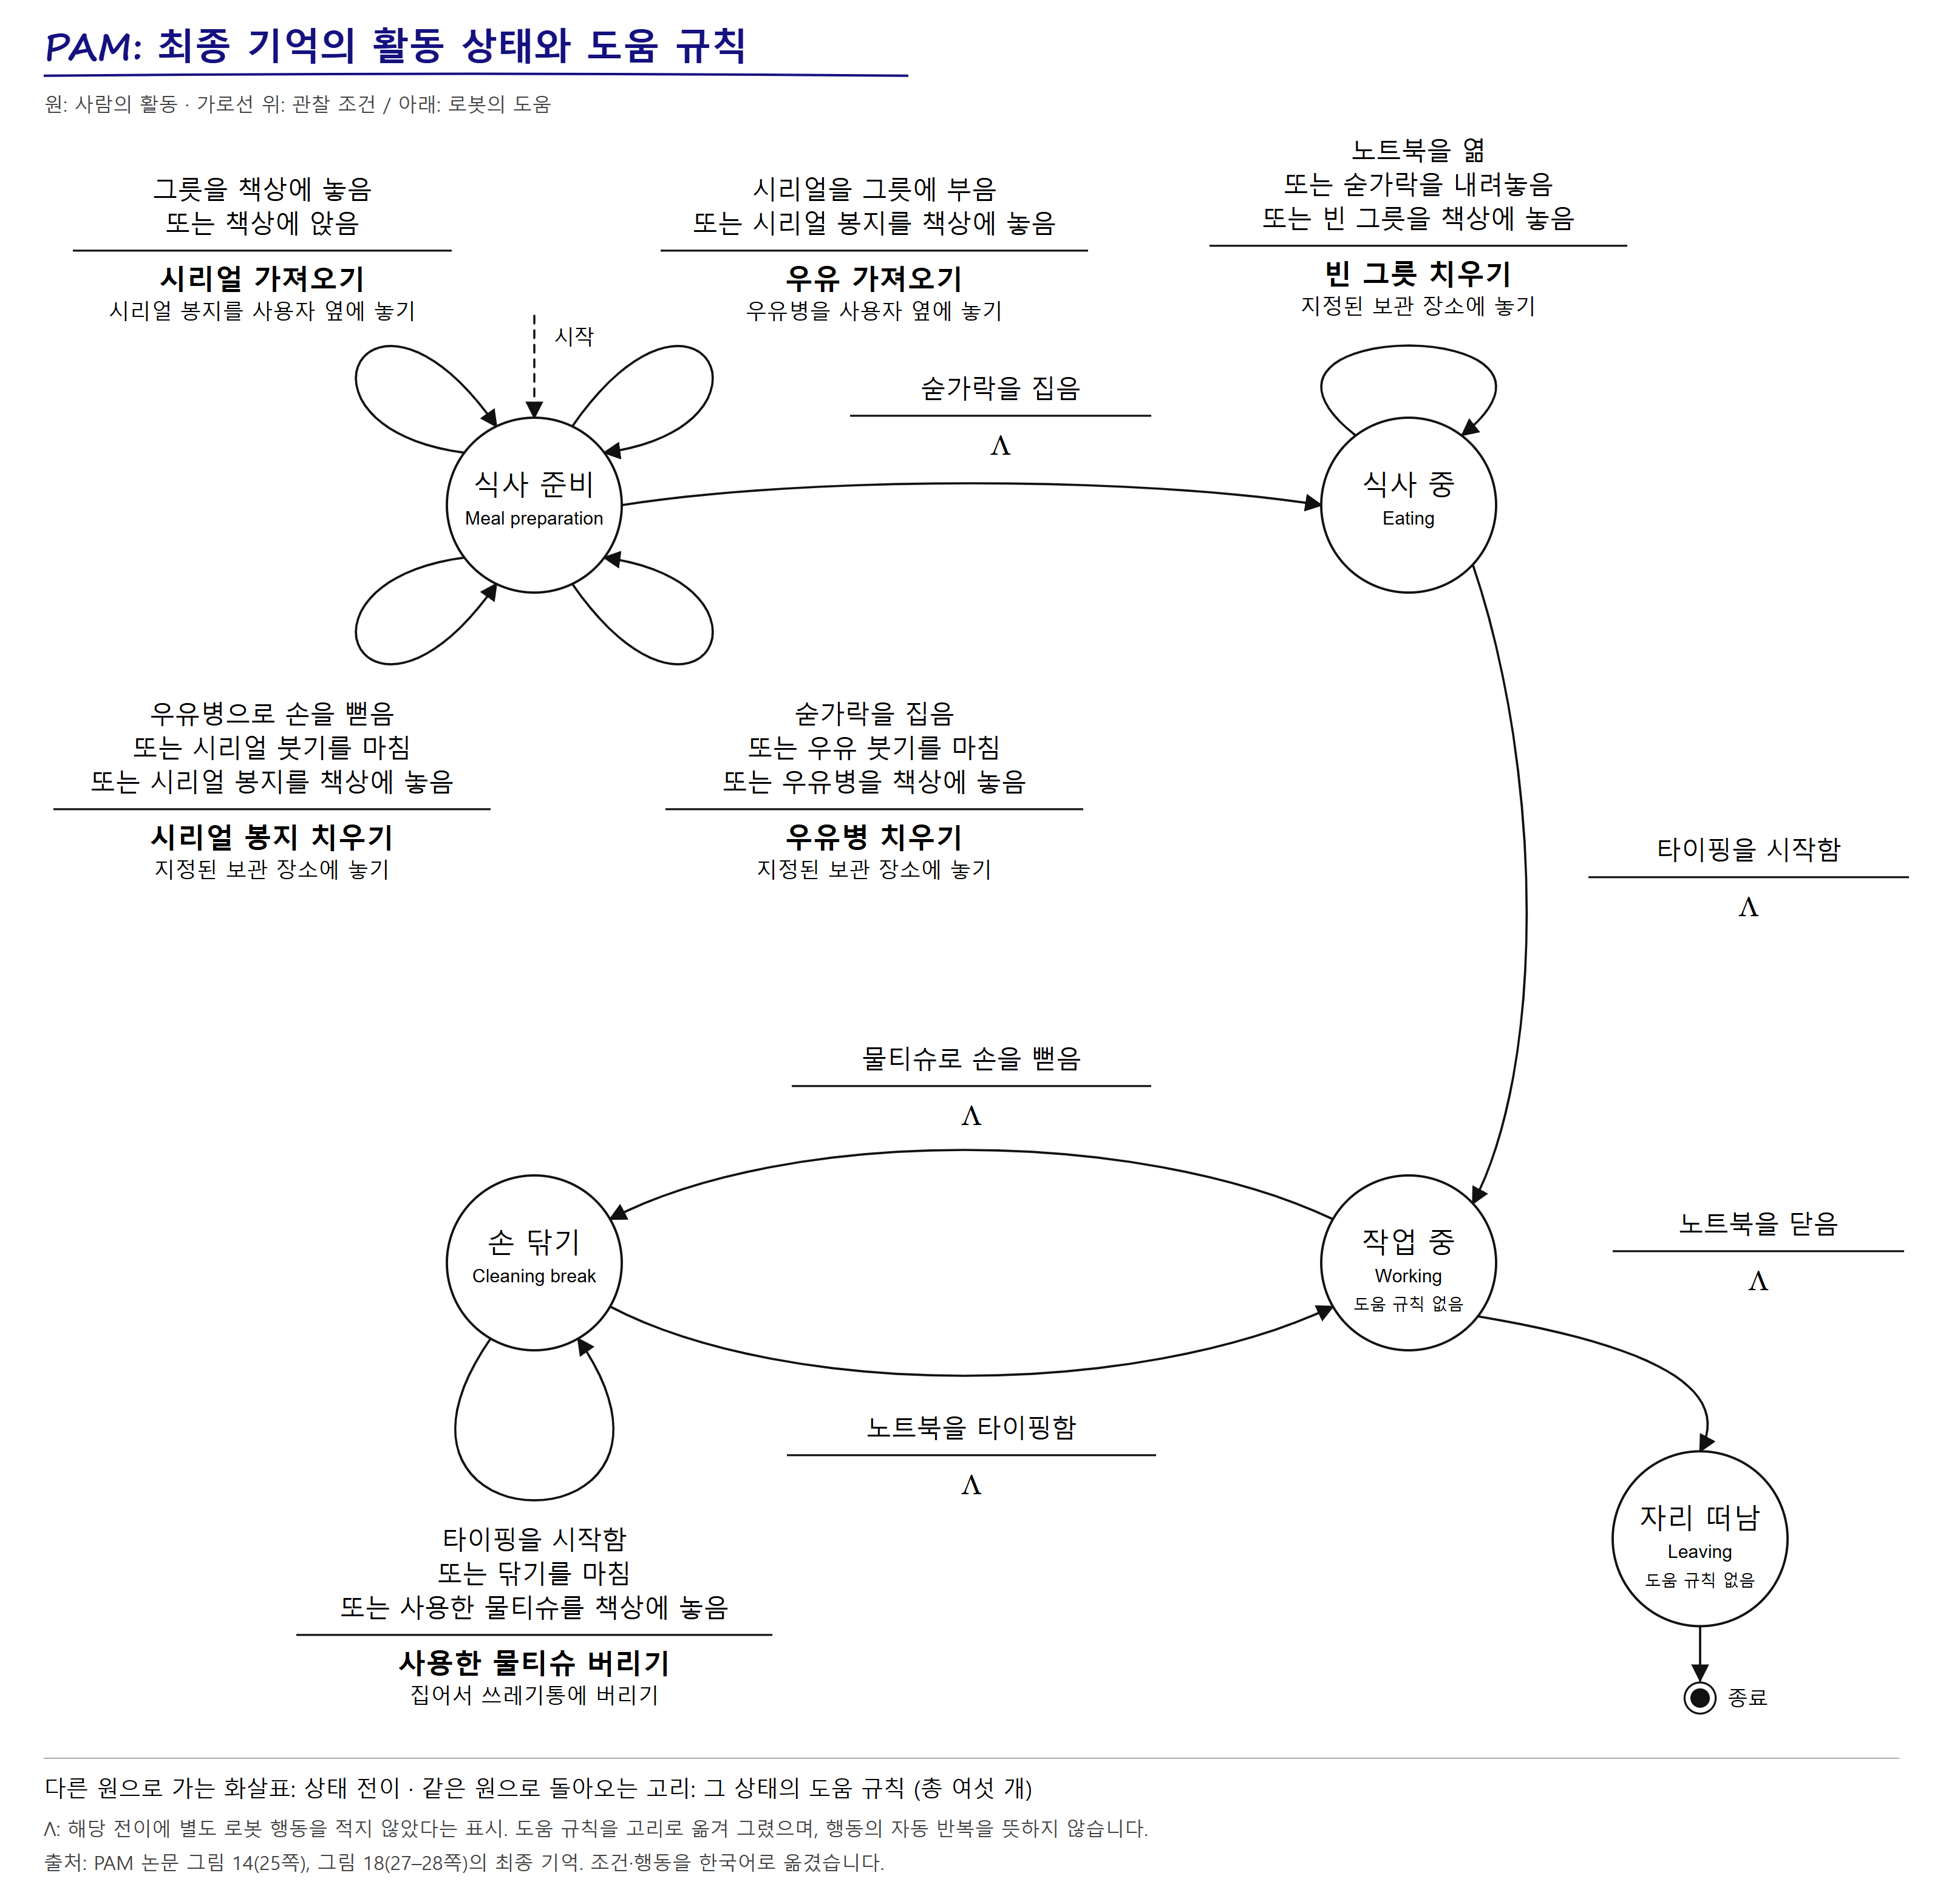 PAM: 최종 기억의 활동 상태와 도움 규칙
원: 사람의 활동 · 가로선 위: 관찰 조건 / 아래: 로봇의 도움
그릇을 책상에 놓음
또는 책상에 앉음
시리얼 가져오기
시리얼 봉지를 사용자 옆에 놓기
시리얼을 그릇에 부음
또는 시리얼 봉지를 책상에 놓음
우유 가져오기
우유병을 사용자 옆에 놓기
노트북을 엶
또는 숟가락을 내려놓음
또는 빈 그릇을 책상에 놓음
빈 그릇 치우기
지정된 보관 장소에 놓기
시작
숟가락을 집음
Λ
식사 준비
Meal preparation
식사 중
Eating
우유병으로 손을 뻗음
또는 시리얼 붓기를 마침
또는 시리얼 봉지를 책상에 놓음
시리얼 봉지 치우기
지정된 보관 장소에 놓기
숟가락을 집음
또는 우유 붓기를 마침
또는 우유병을 책상에 놓음
우유병 치우기
지정된 보관 장소에 놓기
타이핑을 시작함
Λ
물티슈로 손을 뻗음
Λ
손 닦기
Cleaning break
작업 중
Working
도움 규칙 없음
노트북을 닫음
Λ
노트북을 타이핑함
Λ
타이핑을 시작함
또는 닦기를 마침
또는 사용한 물티슈를 책상에 놓음
사용한 물티슈 버리기
집어서 쓰레기통에 버리기
자리 떠남
Leaving
도움 규칙 없음
종료
다른 원으로 가는 화살표: 상태 전이 · 같은 원으로 돌아오는 고리: 그 상태의 도움 규칙 (총 여섯 개)
Λ: 해당 전이에 별도 로봇 행동을 적지 않았다는 표시. 도움 규칙을 고리로 옮겨 그렸으며, 행동의 자동 반복을 뜻하지 않습니다.
출처: PAM 논문 그림 14(25쪽), 그림 18(27–28쪽)의 최종 기억. 조건·행동을 한국어로 옮겼습니다.